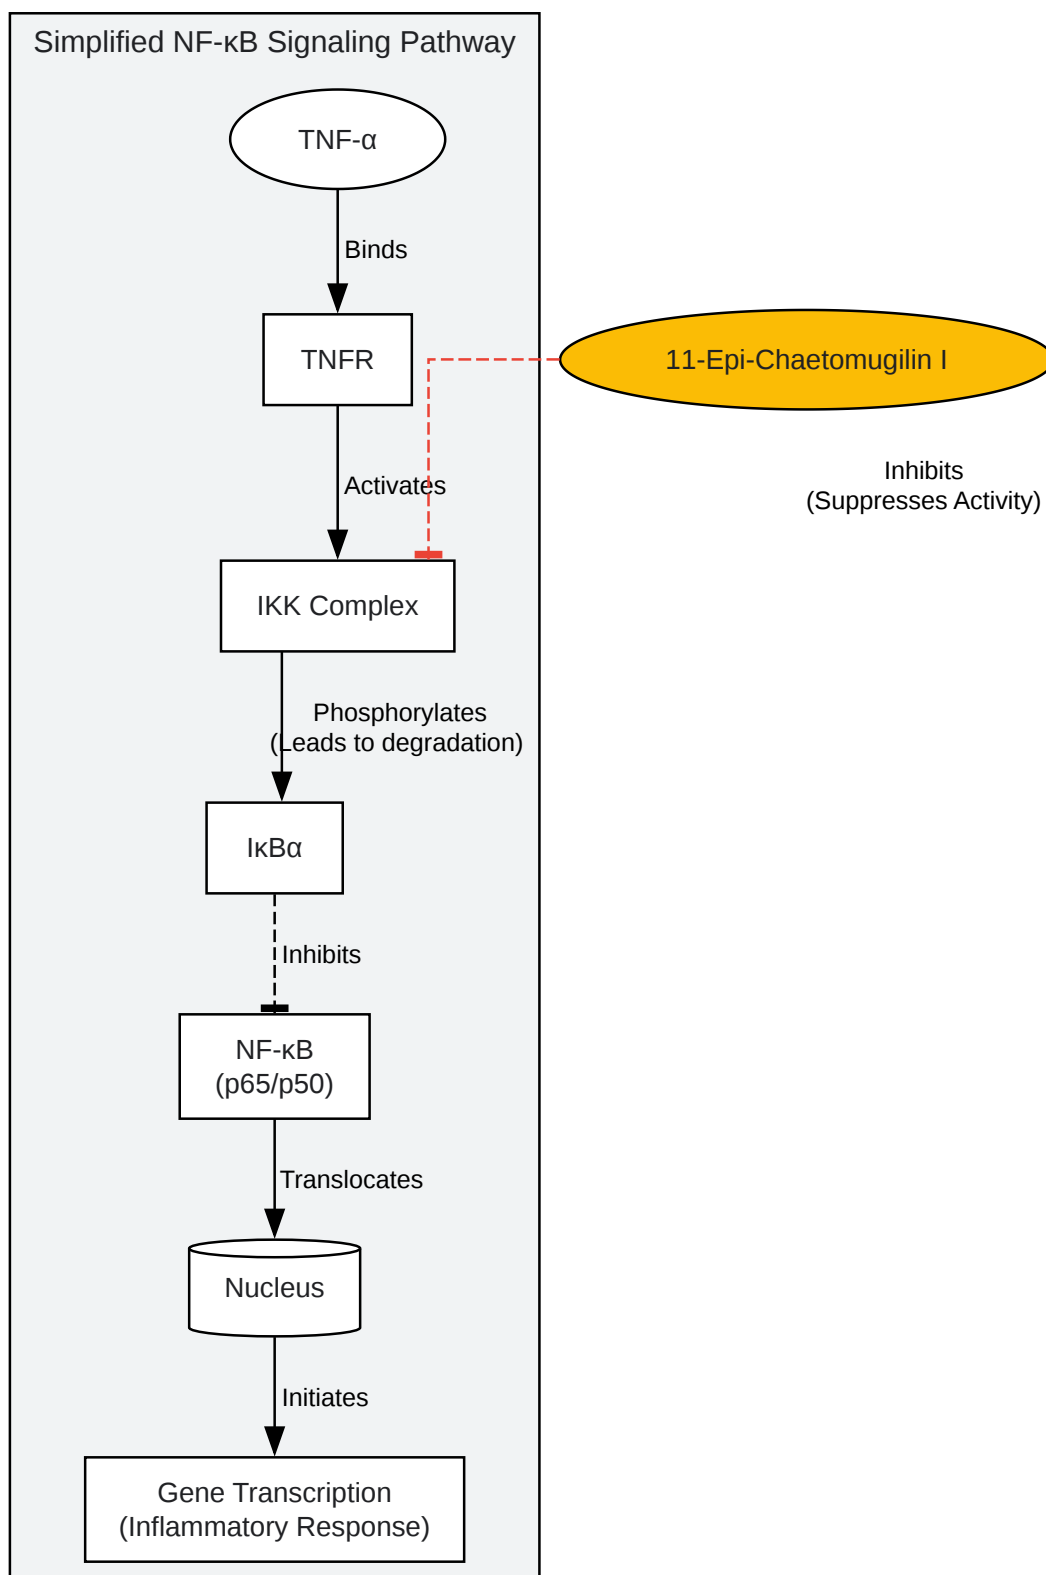 Simplified NF-κB Signaling Pathway
TNF-α
Binds
TNFR
11-Epi-Chaetomugilin I
Activates
Inhibits
(Suppresses Activity)
IKK Complex
Phosphorylates
(Leads to degradation)
IκBα
Inhibits
NF-κB
(p65/p50)
Translocates
Nucleus
Initiates
Gene Transcription
(Inflammatory Response)